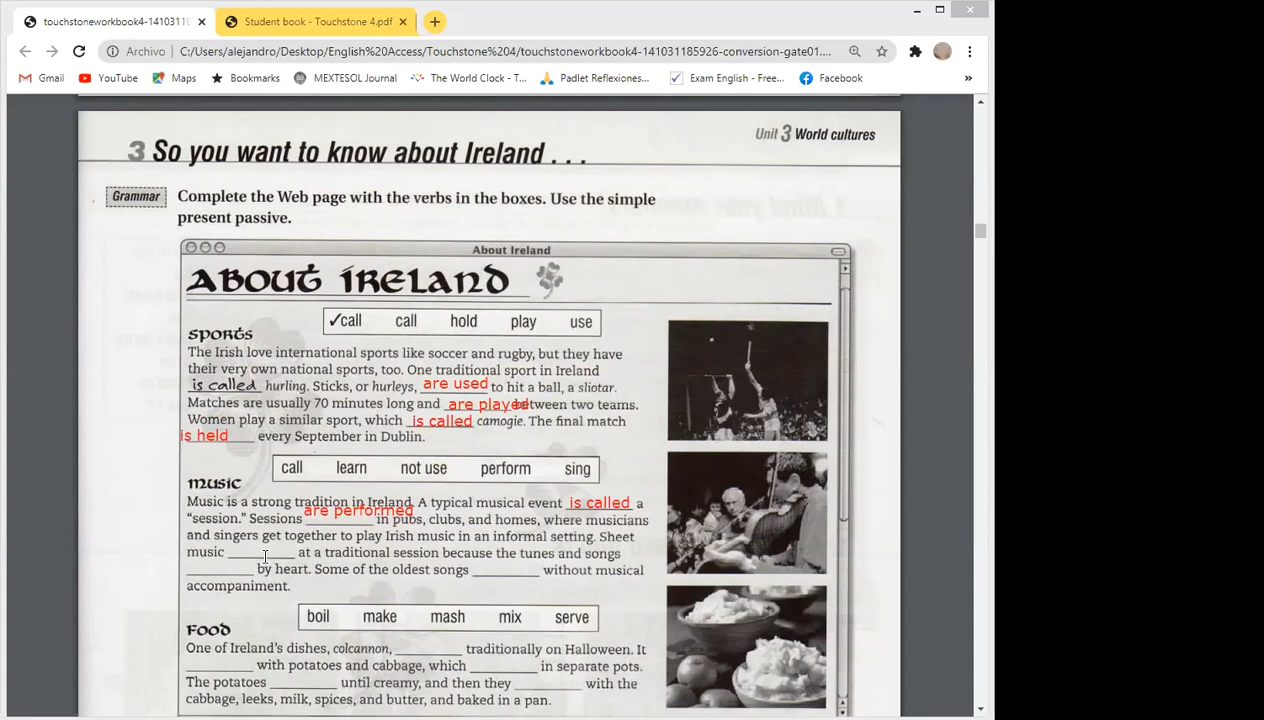 touchstoneworkbook4-1410311859
Student book - Touchstone 4.pdf
Archivo C:/Users/alejandro/Desktop/English%20Access/Touchstone%204/touchstoneworkbook4-141031185926-conversion-gate01....
Gmail YouTube Maps Bookmarks MEXTESOL Journal The World Clock - T... Padlet Reflexiones... Exam English - Free... Facebook »
Unit 3 World cultures
3 So you want to know about Ireland . . .
Grammar Complete the Web page with the verbs in the boxes. Use the simple
present passive.
About Ireland
About Ireland
✓call call hold play use
Sports
The Irish love international sports like soccer and rugby, but they have
their very own national sports, too. One traditional sport in Ireland
is called hurling. Sticks, or hurleys, are used to hit a ball, a sliotar.
Matches are usually 70 minutes long and are played between two teams.
Women play a similar sport, which is called camogie. The final match
is held every September in Dublin.
call learn not use perform sing
Music
Music is a strong tradition in Ireland. A typical musical event is called a
"session." Sessions are performed in pubs, clubs, and homes, where musicians
and singers get together to play Irish music in an informal setting. Sheet
music ________ at a traditional session because the tunes and songs
________ by heart. Some of the oldest songs ________ without musical
accompaniment.
boil make mash mix serve
Food
One of Ireland's dishes, colcannon, ________ traditionally on Halloween. It
________ with potatoes and cabbage, which ________ in separate pots.
The potatoes ________ until creamy, and then they ________ with the
cabbage, leeks, milk, spices, and butter, and baked in a pan.